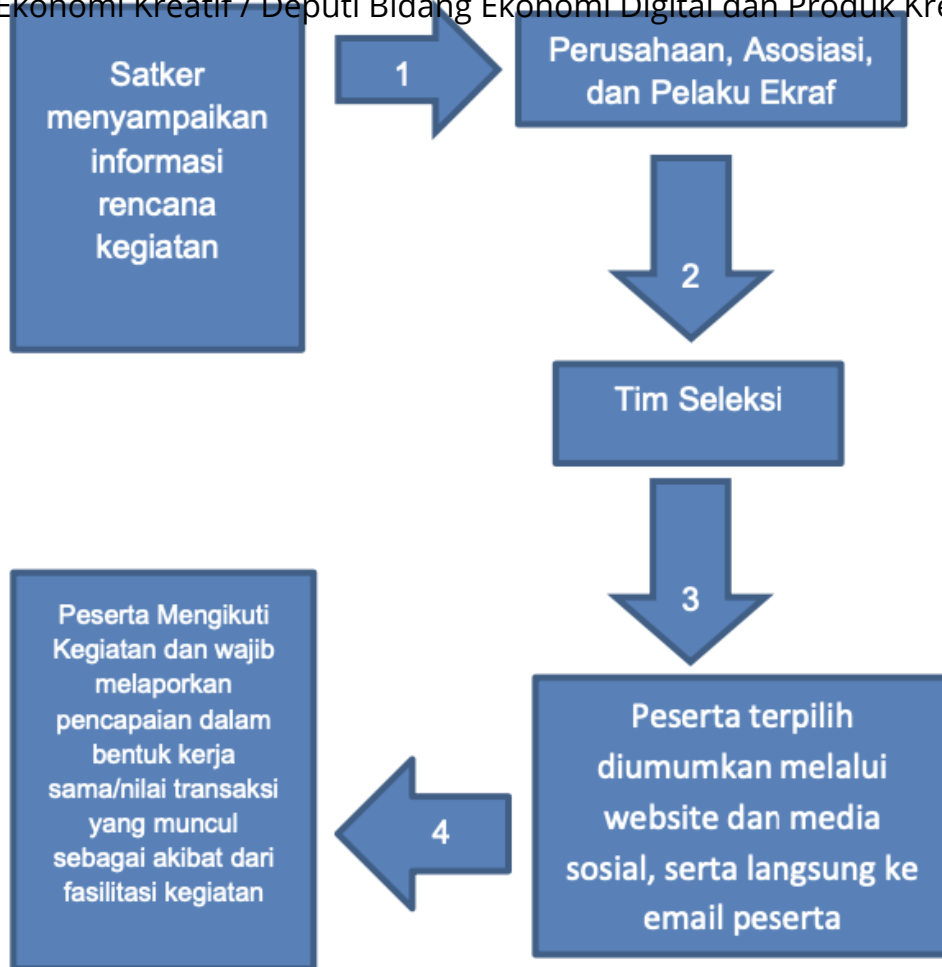 Ekonomi Kreatif / Deputi Bidang Ekonomi Digital dan Produk
Satker
menyampaikan
informasi
rencana
kegiatan
1
Perusahaan, Asosiasi,
dan Pelaku Ekraf
2
Tim Seleksi
3
Peserta terpilih
diumumkan melalui
website dan media
sosial, serta langsung ke
email peserta
4
Peserta Mengikuti
Kegiatan dan wajib
melaporkan
pencapaian dalam
bentuk kerja
sama/nilai transaksi
yang muncul
sebagai akibat dari
fasilitasi kegiatan